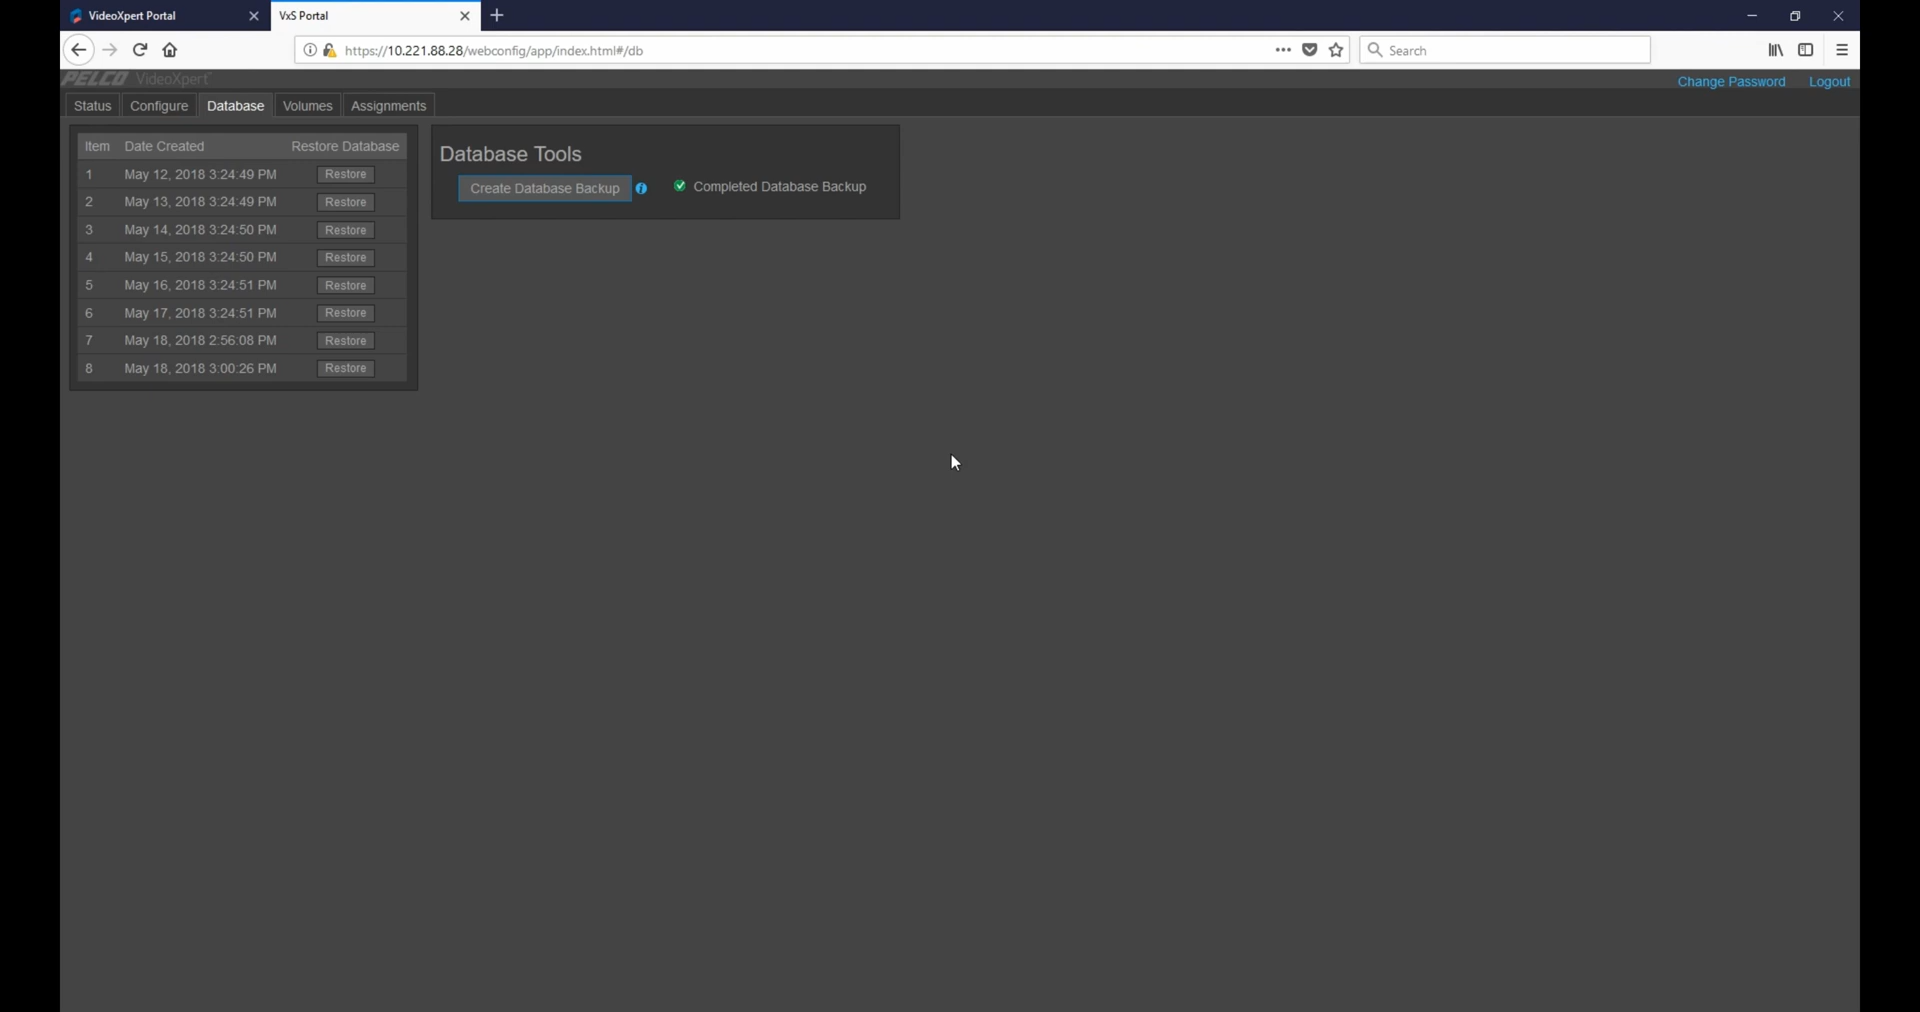 VideoXpert Portal
VxS Portal
https://10.221.88.28/webconfig/app/index.html#/db
Search
PELCO VideoXpert
Change Password Logout
Status Configure Database Volumes Assignments
Item Date Created Restore Database
1 May 12, 2018 3:24:49 PM Restore
2 May 13, 2018 3:24:49 PM Restore
3 May 14, 2018 3:24:50 PM Restore
4 May 15, 2018 3:24:50 PM Restore
5 May 16, 2018 3:24:51 PM Restore
6 May 17, 2018 3:24:51 PM Restore
7 May 18, 2018 2:56:08 PM Restore
8 May 18, 2018 3:00:26 PM Restore
Database Tools
Create Database Backup
Completed Database Backup